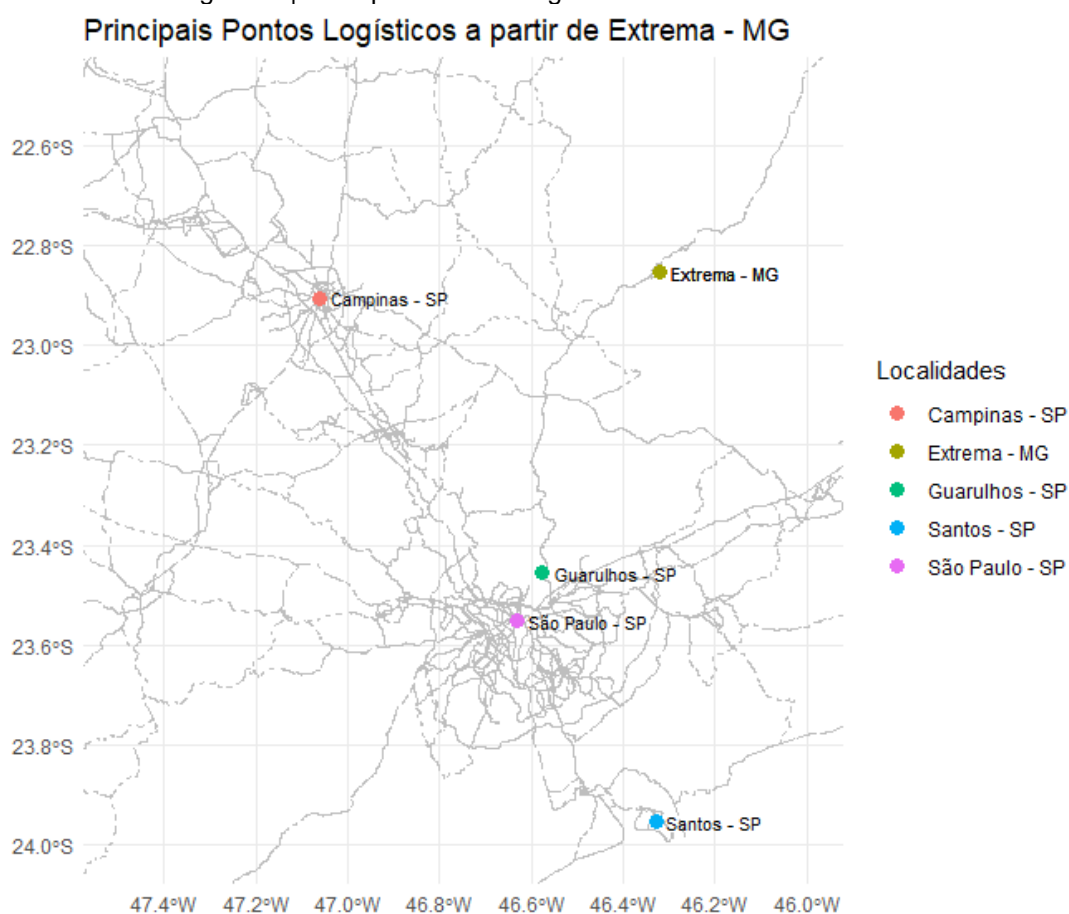 Principais Pontos Logísticos a partir de Extrema - MG
22.6°S
22.8°S
Extrema - MG
Campinas - SP
23.0°S
Localidades
Campinas - SP
23.2°S
Extrema - MG
Guarulhos - SP
Santos - SP
23.4°S
São Paulo - SP
Guarulhos - SP
São Paulo - SP
23.6°S
23.8°S
Santos - SP
24.0°S
47.4°W 47.2°W 47.0°W 46.8°W 46.6°W 46.4°W 46.2°W 46.0°W